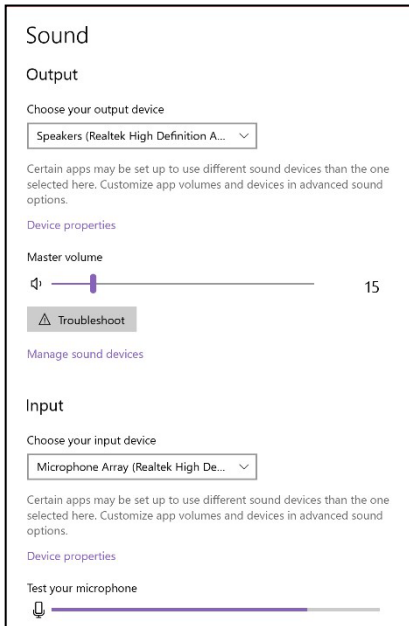 Sound
Output
Choose your output device
Speakers (Realtek High Definition A...
Certain apps may be set up to use different sound devices than the one
selected here. Customize app volumes and devices in advanced sound
options.
Device properties
Master volume
15
Troubleshoot
Manage sound devices
Input
Choose your input device
Microphone Array (Realtek High De...
Certain apps may be set up to use different sound devices than the one
selected here. Customize app volumes and devices in advanced sound
options.
Device properties
Test your microphone